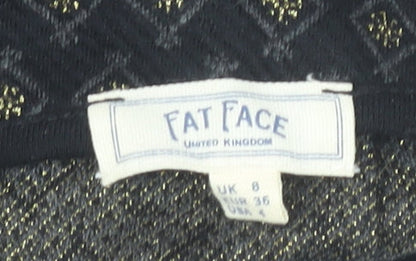 FAT FACE
UNITED KINGDOM
UK 8
EUR 36
USA 4